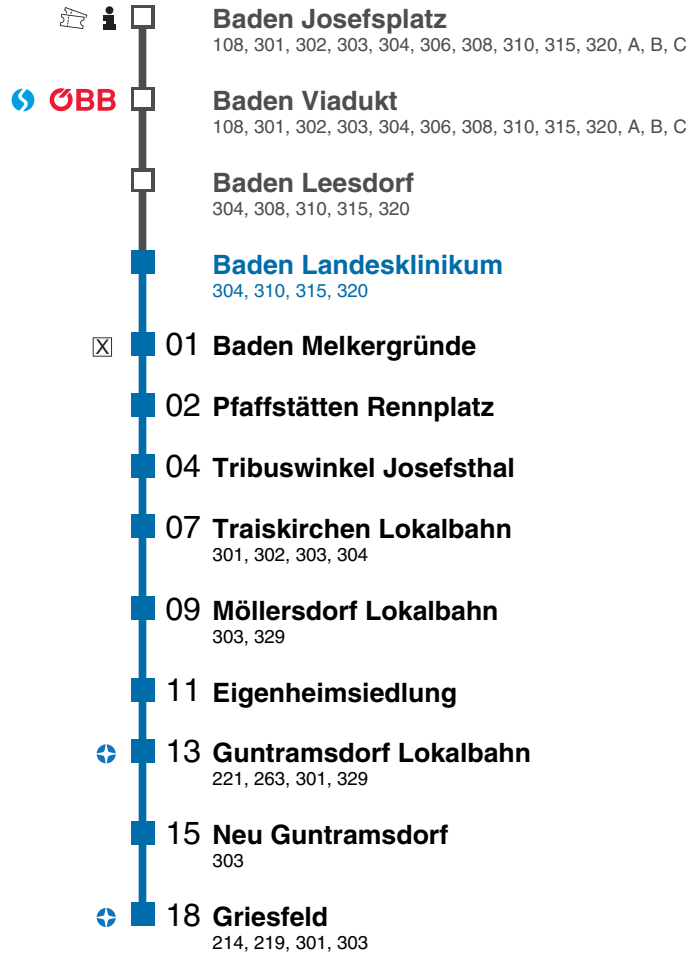 i Baden Josefsplatz
108, 301, 302, 303, 304, 306, 308, 310, 315, 320, A, B, C
ÖBB Baden Viadukt
108, 301, 302, 303, 304, 306, 308, 310, 315, 320, A, B, C
Baden Leesdorf
304, 308, 310, 315, 320
Baden Landesklinikum
304, 310, 315, 320
X 01 Baden Melkergründe
02 Pfaffstätten Rennplatz
04 Tribuswinkel Josefsthal
07 Traiskirchen Lokalbahn
301, 302, 303, 304
09 Möllersdorf Lokalbahn
303, 329
11 Eigenheimsiedlung
13 Guntramsdorf Lokalbahn
221, 263, 301, 329
15 Neu Guntramsdorf
303
18 Griesfeld
214, 219, 301, 303